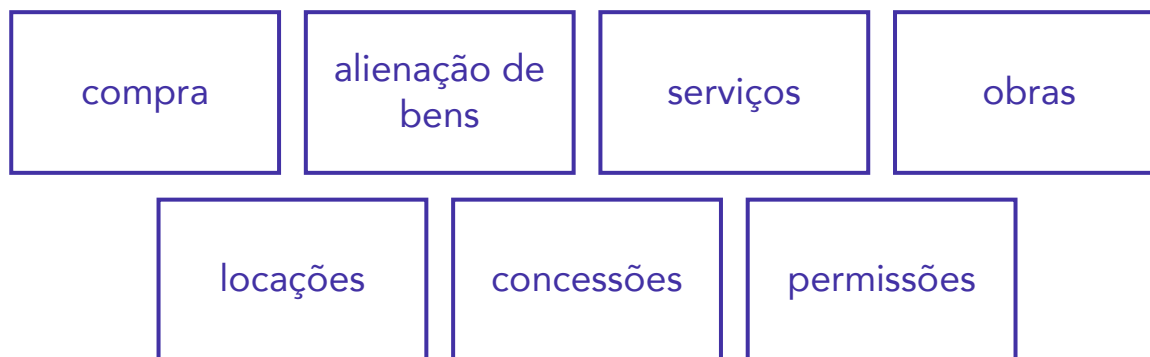 compra
alienação de
bens
serviços
obras
locações
concessões
permissões